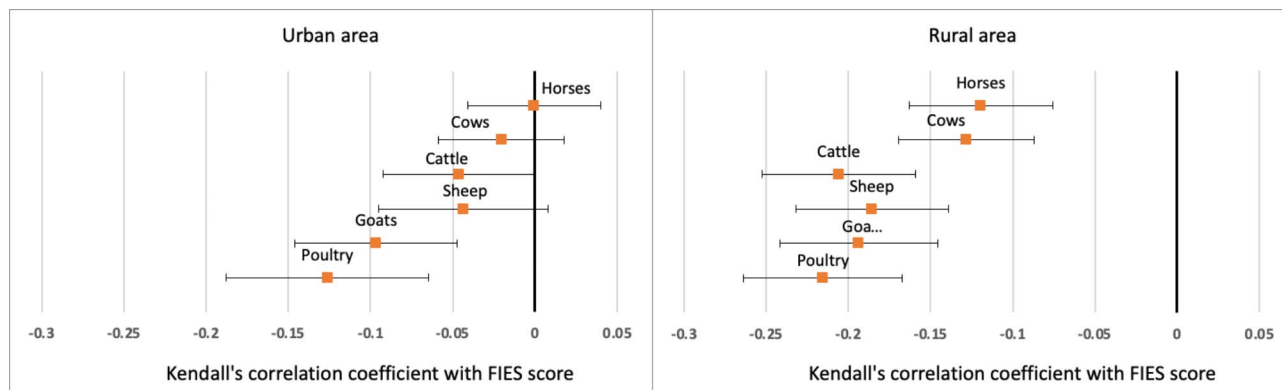 Urban area
Horses
Cows
Cattle
Sheep
Goats
Poultry
-0.3 -0.25 -0.2 -0.15 -0.1 -0.05 0 0.05
Kendall's correlation coefficient with FIES score
Rural area
Horses
Cows
Cattle
Sheep
Goa...
Poultry
-0.3 -0.25 -0.2 -0.15 -0.1 -0.05 0 0.05
Kendall's correlation coefficient with FIES score